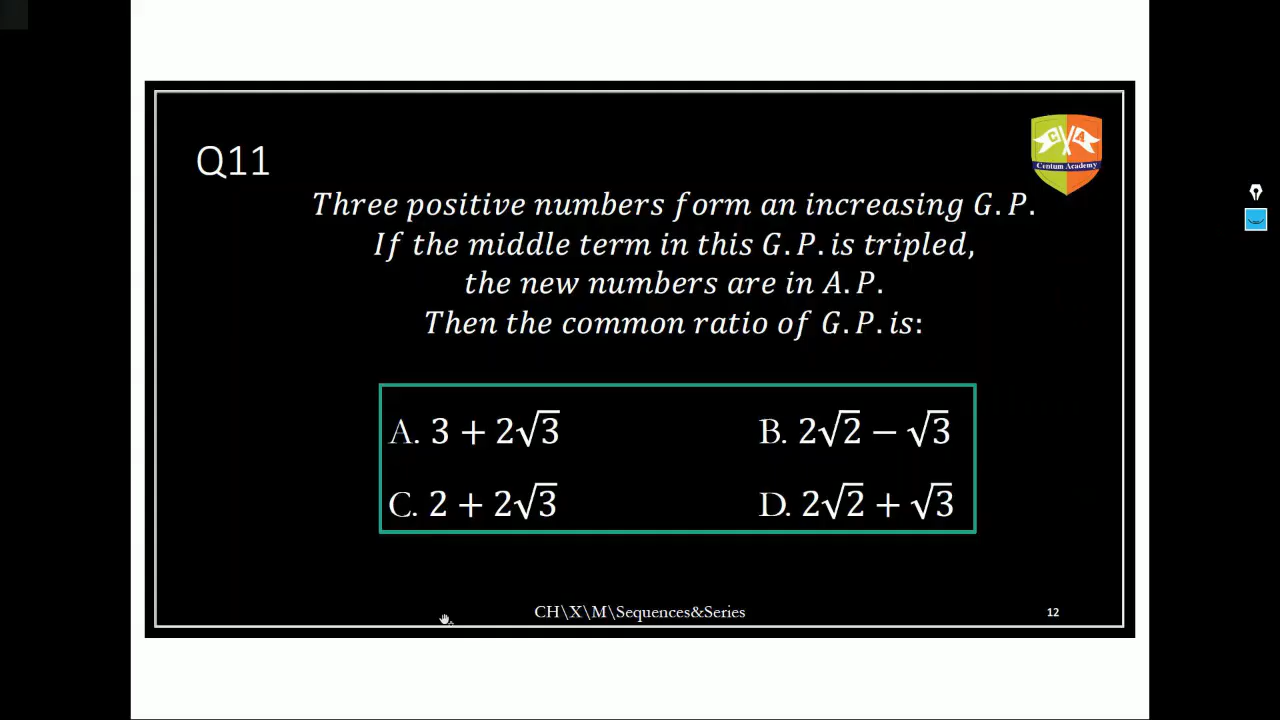 Q11
C A
Centum Academy
Three positive numbers form an increasing G.P.
If the middle term in this G.P. is tripled,
the new numbers are in A.P.
Then the common ratio of G.P. is:
A. 3 + 2√3
B. 2√2 − √3
C. 2 + 2√3
D. 2√2 + √3
CH\X\M\Sequences&Series
12